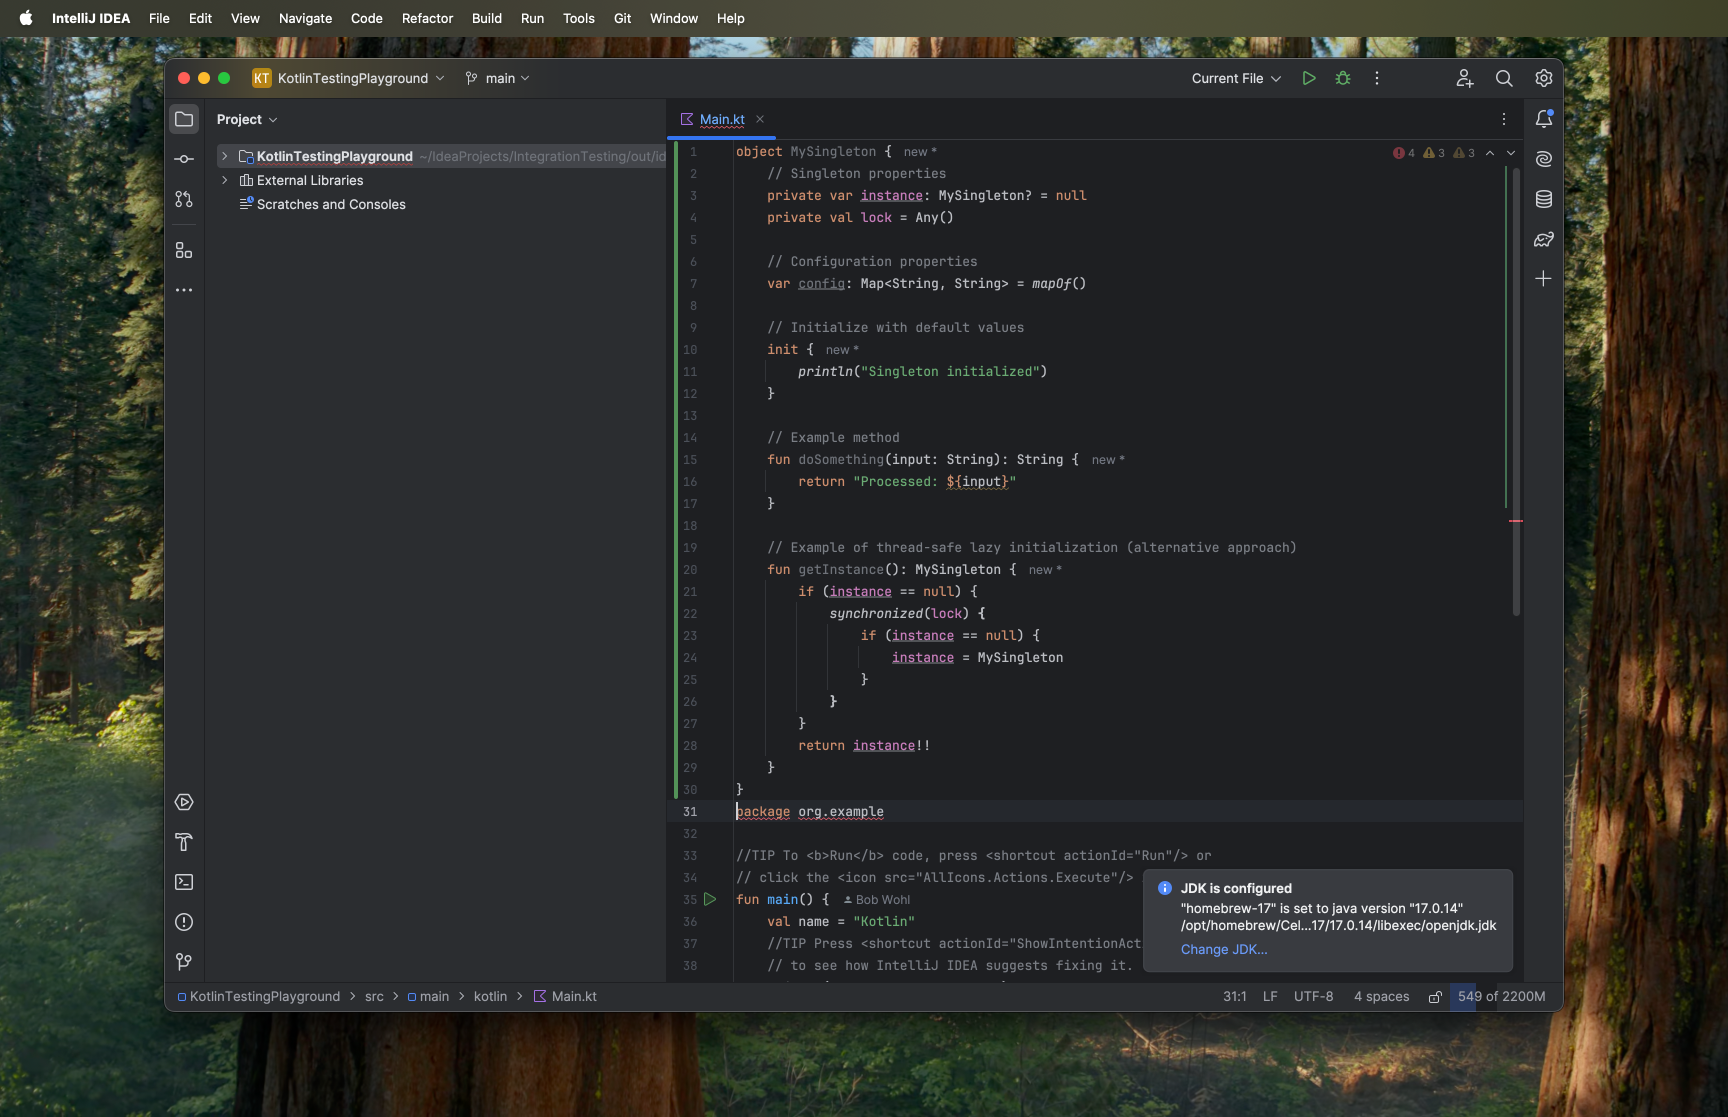 IntelliJ IDEA File Edit View Navigate Code Refactor Build Run Tools Git Window Help
KT KotlinTestingPlayground main Current File
Project
Main.kt
KotlinTestingPlayground ~/IdeaProjects/IntegrationTesting/out/id
External Libraries
Scratches and Consoles
4 3 3
1 object MySingleton { new *
2 // Singleton properties
3 private var instance: MySingleton? = null
4 private val lock = Any()
5
6 // Configuration properties
7 var config: Map<String, String> = mapOf()
8
9 // Initialize with default values
10 init { new *
11 println("Singleton initialized")
12 }
13
14 // Example method
15 fun doSomething(input: String): String { new *
16 return "Processed: ${input}"
17 }
18
19 // Example of thread-safe lazy initialization (alternative approach)
20 fun getInstance(): MySingleton { new *
21 if (instance == null) {
22 synchronized(lock) {
23 if (instance == null) {
24 instance = MySingleton
25 }
26 }
27 }
28 return instance!!
29 }
30 }
31 package org.example
32
33 //TIP To <b>Run</b> code, press <shortcut actionId="Run"/> or
34 // click the <icon src="AllIcons.Actions.Execute"/>
35 fun main() { Bob Wohl
36 val name = "Kotlin"
37 //TIP Press <shortcut actionId="ShowIntentionAct
38 // to see how IntelliJ IDEA suggests fixing it.
JDK is configured
"homebrew-17" is set to java version "17.0.14"
/opt/homebrew/Cel...17/17.0.14/libexec/openjdk.jdk
Change JDK...
KotlinTestingPlayground > src > main > kotlin > Main.kt
31:1 LF UTF-8 4 spaces 549 of 2200M